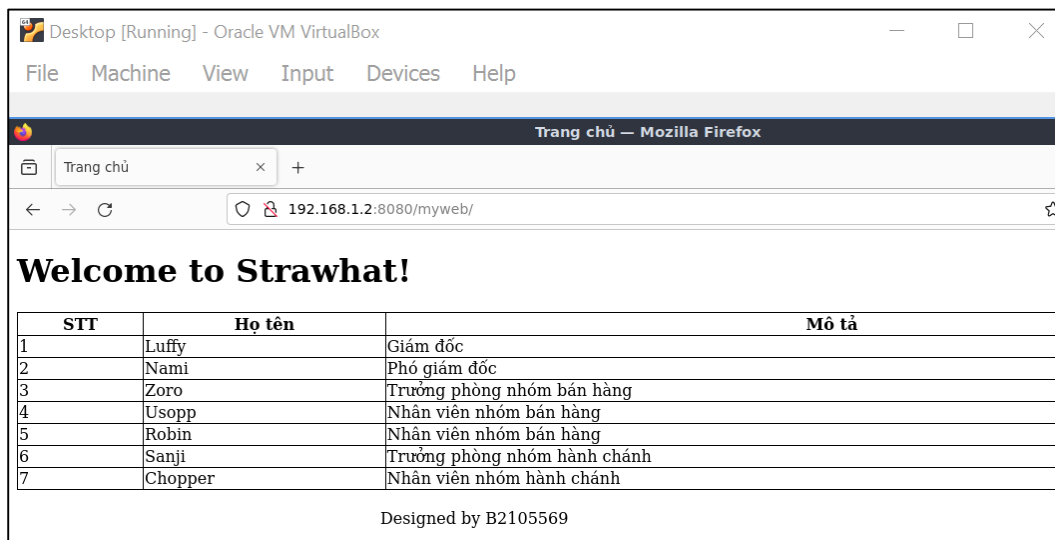 64
Desktop [Running] - Oracle VM VirtualBox
File Machine View Input Devices Help
Trang chủ — Mozilla Firefox
Trang chủ
192.168.1.2:8080/myweb/
Welcome to Strawhat!
STT Họ tên Mô tả
1 Luffy Giám đốc
2 Nami Phó giám đốc
3 Zoro Trưởng phòng nhóm bán hàng
4 Usopp Nhân viên nhóm bán hàng
5 Robin Nhân viên nhóm bán hàng
6 Sanji Trưởng phòng nhóm hành chánh
7 Chopper Nhân viên nhóm hành chánh
Designed by B2105569